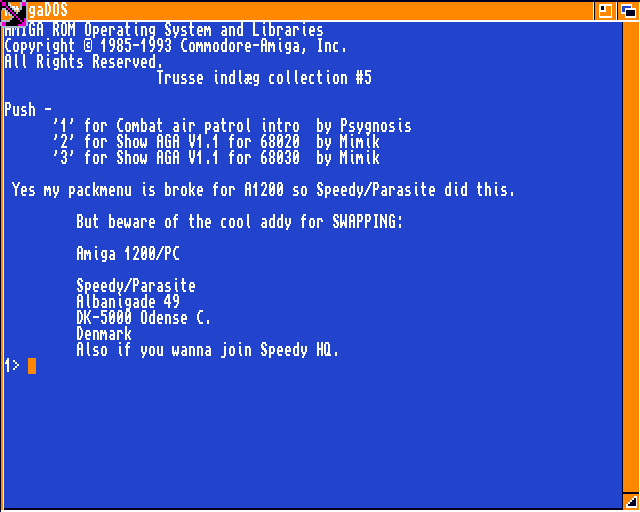 gaDOS
AMIGA ROM Operating System and Libraries
Copyright © 1985-1993 Commodore-Amiga, Inc.
All Rights Reserved.
Trusse indlæg collection #5
Push -
'1' for Combat air patrol intro  by Psygnosis
'2' for Show AGA V1.1 for 68020  by Mimik
'3' for Show AGA V1.1 for 68030  by Mimik
Yes my packmenu is broke for A1200 so Speedy/Parasite did this.
But beware of the cool addy for SWAPPING:
Amiga 1200/PC
Speedy/Parasite
Albanigade 49
DK-5000 Odense C.
Denmark
Also if you wanna join Speedy HQ.
1>